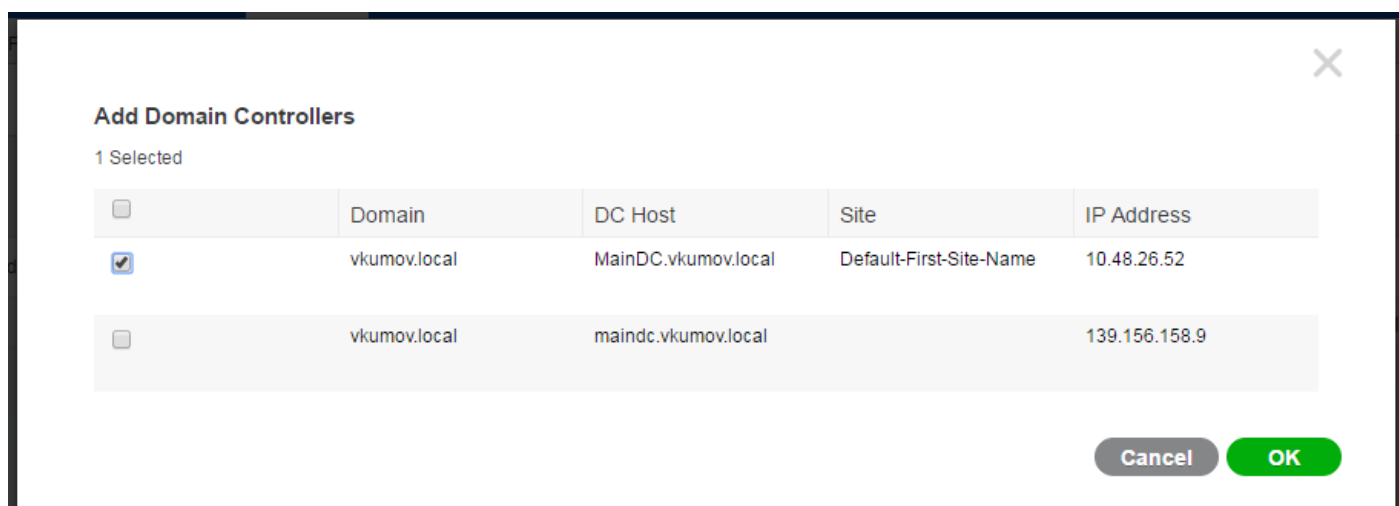 Add Domain Controllers
1 Selected
Domain DC Host Site IP Address
vkumov.local MainDC.vkumov.local Default-First-Site-Name 10.48.26.52
vkumov.local maindc.vkumov.local 139.156.158.9
Cancel OK